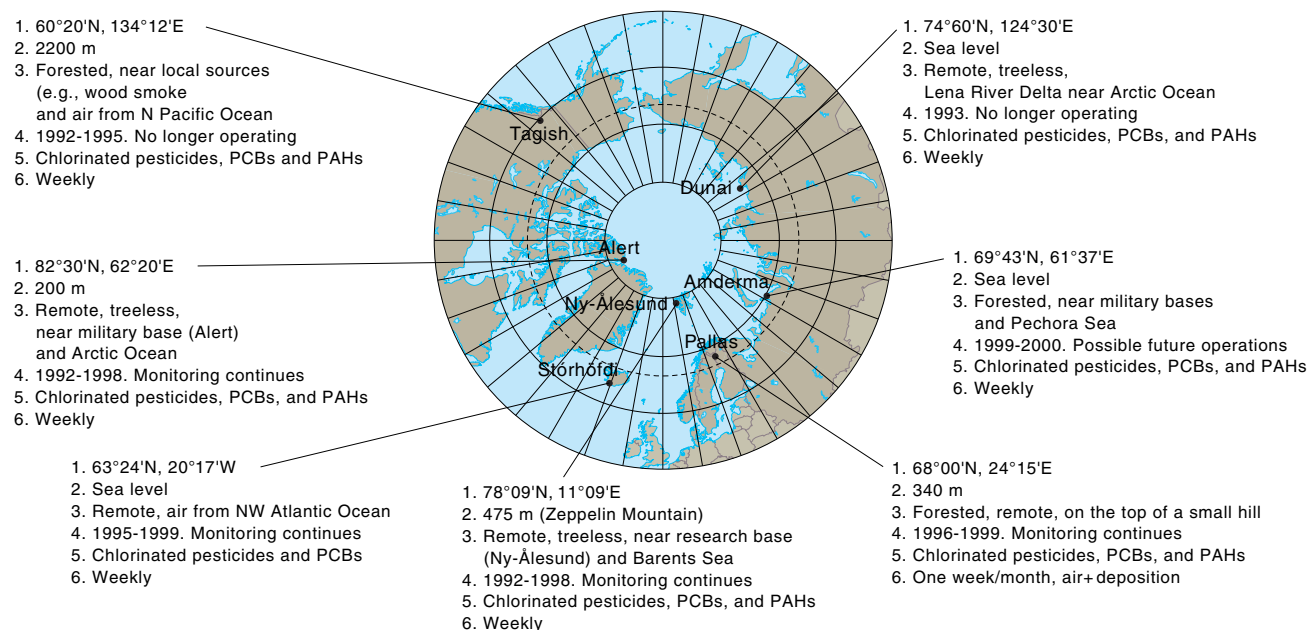 1. 60°20'N, 134°12'E
2. 2200 m
3. Forested, near local sources
(e.g., wood smoke
and air from N Pacific Ocean
4. 1992-1995. No longer operating
5. Chlorinated pesticides, PCBs and PAHs
6. Weekly
1. 74°60'N, 124°30'E
2. Sea level
3. Remote, treeless,
Lena River Delta near Arctic Ocean
4. 1993. No longer operating
5. Chlorinated pesticides, PCBs, and PAHs
6. Weekly
Tagish
Dunai
Alert
Amderma
Ny-Ålesund
Pallas
Stórhöfdi
1. 82°30'N, 62°20'E
2. 200 m
3. Remote, treeless,
near military base (Alert)
and Arctic Ocean
4. 1992-1998. Monitoring continues
5. Chlorinated pesticides, PCBs, and PAHs
6. Weekly
1. 69°43'N, 61°37'E
2. Sea level
3. Forested, near military bases
and Pechora Sea
4. 1999-2000. Possible future operations
5. Chlorinated pesticides, PCBs, and PAHs
6. Weekly
1. 63°24'N, 20°17'W
2. Sea level
3. Remote, air from NW Atlantic Ocean
4. 1995-1999. Monitoring continues
5. Chlorinated pesticides and PCBs
6. Weekly
1. 78°09'N, 11°09'E
2. 475 m (Zeppelin Mountain)
3. Remote, treeless, near research base
(Ny-Ålesund) and Barents Sea
4. 1992-1998. Monitoring continues
5. Chlorinated pesticides, PCBs, and PAHs
6. Weekly
1. 68°00'N, 24°15'E
2. 340 m
3. Forested, remote, on the top of a small hill
4. 1996-1999. Monitoring continues
5. Chlorinated pesticides, PCBs, and PAHs
6. One week/month, air+deposition